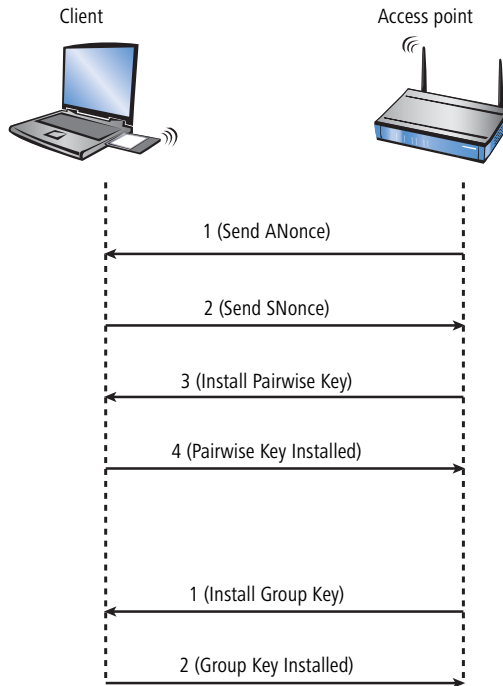 Client
Access point
1 (Send ANonce)
2 (Send SNonce)
3 (Install Pairwise Key)
4 (Pairwise Key Installed)
1 (Install Group Key)
2 (Group Key Installed)